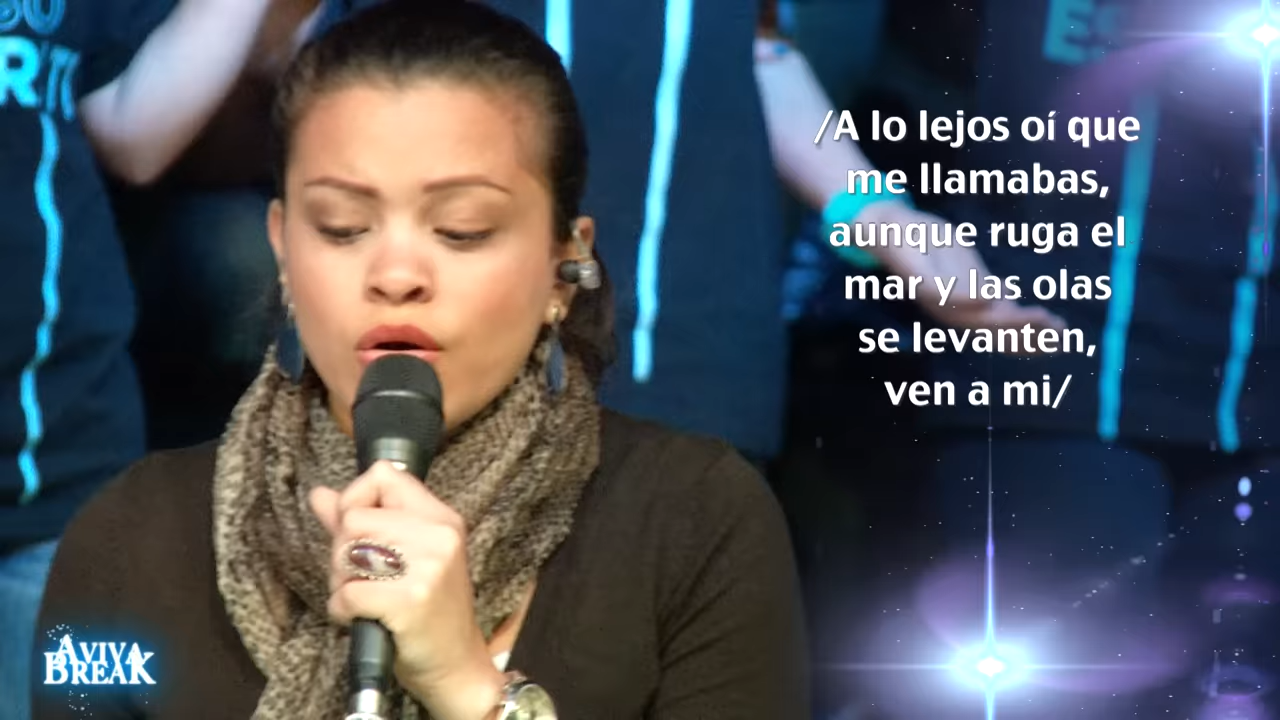 /A lo lejos oí que
me llamabas,
aunque ruga el
mar y las olas
se levanten,
ven a mi/
AVIVA
BREAK